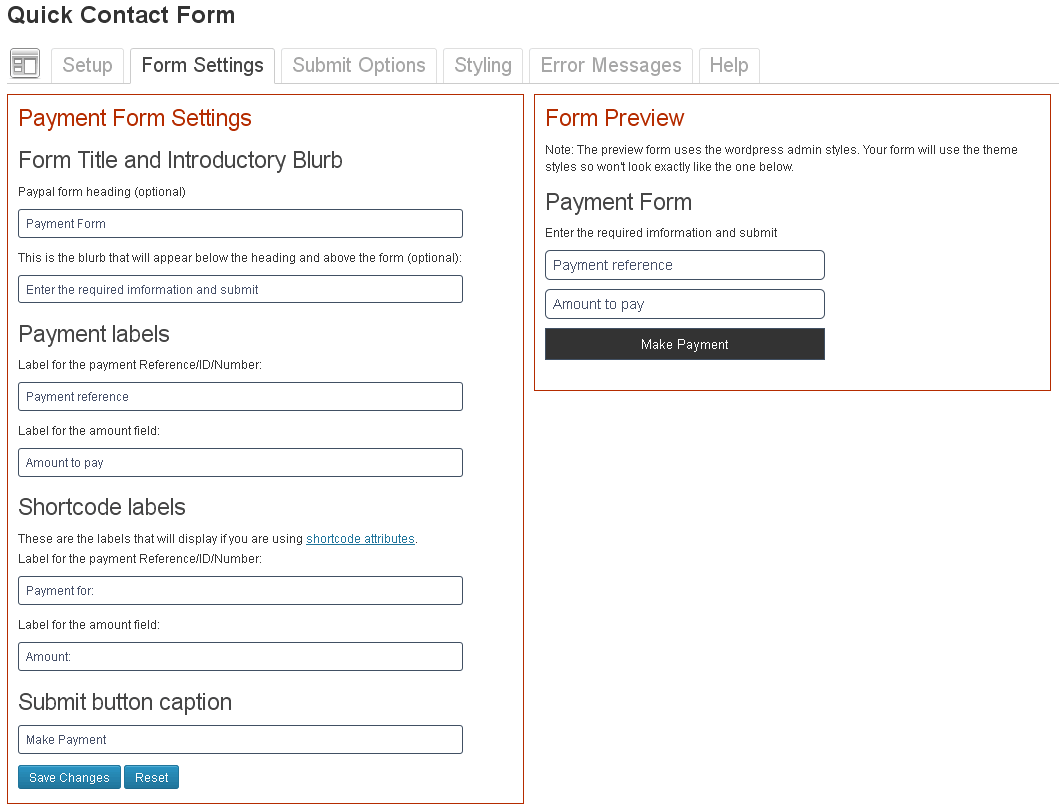 Quick Contact Form
Setup
Form Settings
Submit Options
Styling
Error Messages
Help
Payment Form Settings
Form Title and Introductory Blurb
Paypal form heading (optional)
Payment Form
This is the blurb that will appear below the heading and above the form (optional):
Enter the required imformation and submit
Payment labels
Label for the payment Reference/ID/Number:
Payment reference
Label for the amount field:
Amount to pay
Shortcode labels
These are the labels that will display if you are using shortcode attributes.
Label for the payment Reference/ID/Number:
Payment for:
Label for the amount field:
Amount:
Submit button caption
Make Payment
Save Changes
Reset
Form Preview
Note: The preview form uses the wordpress admin styles. Your form will use the theme
styles so won't look exactly like the one below.
Payment Form
Enter the required imformation and submit
Payment reference
Amount to pay
Make Payment